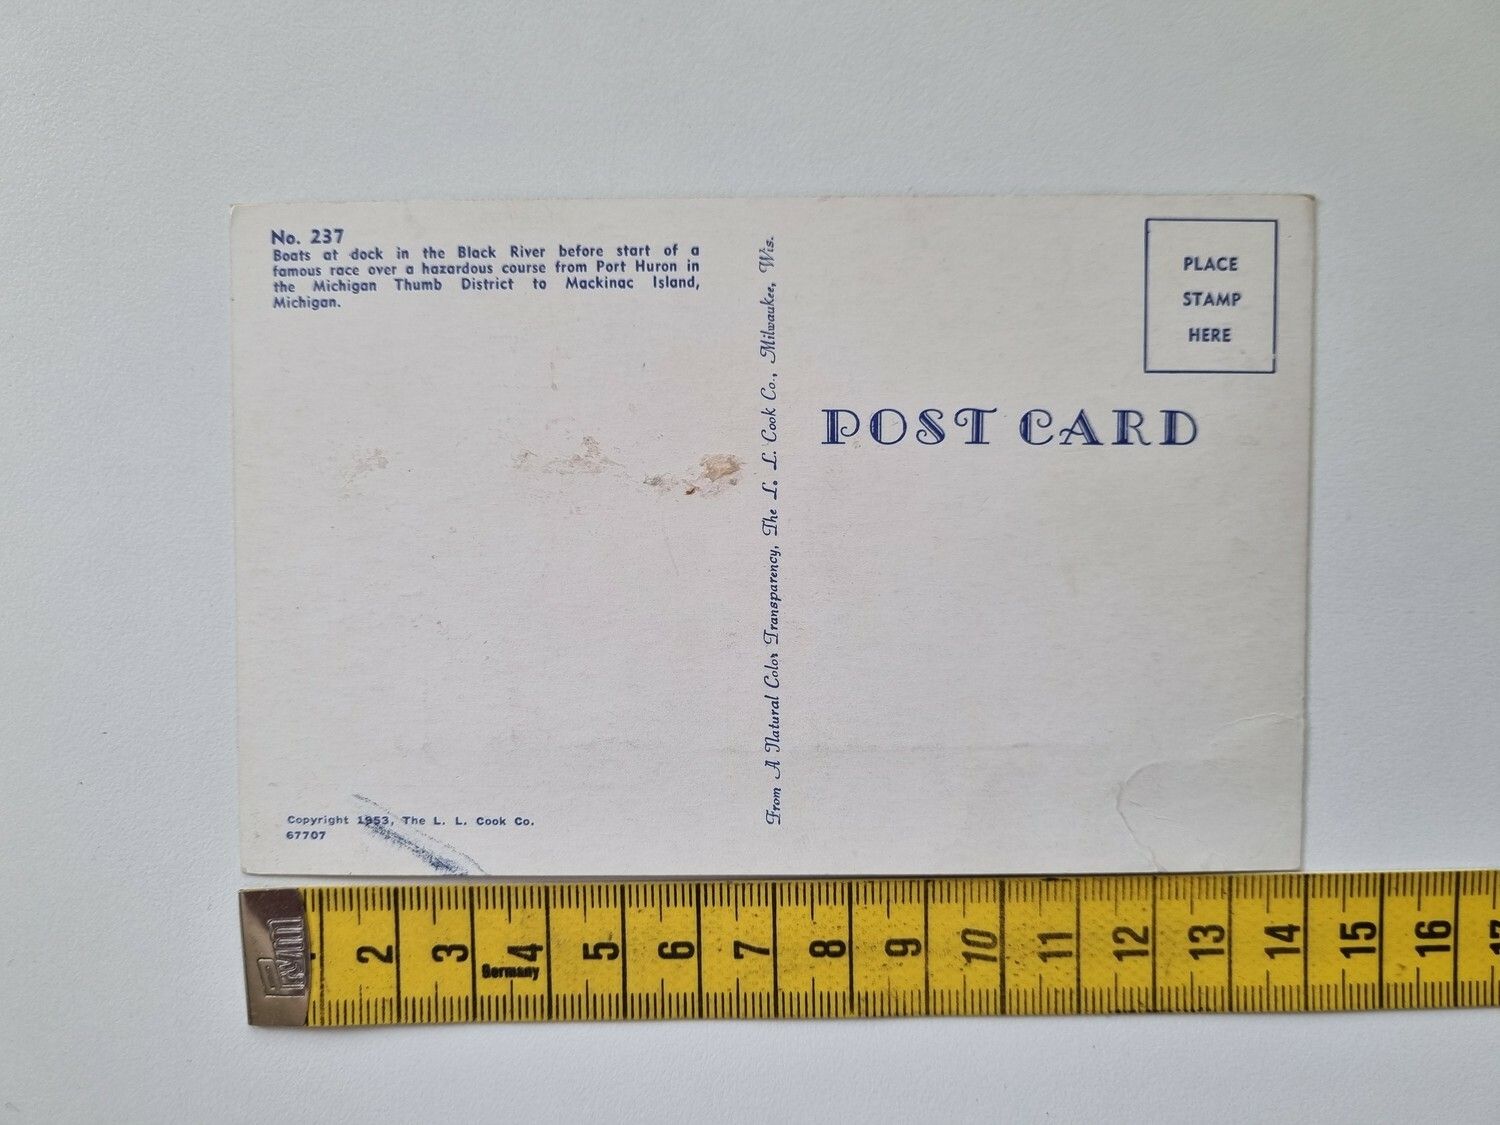 No. 237
Boats at dock in the Black River before start of a
famous race over a hazardous course from Port Huron in
the Michigan Thumb District to Mackinac Island,
Michigan.
Copyright 1953, The L. L. Cook Co.
67707
From A Natural Color Transparency, The L. L. Cook Co., Milwaukee, Wis.
PLACE
STAMP
HERE
POST CARD
Prym
2 3 4 5 6 7 8 9 10 11 12 13 14 15 16 17
Germany